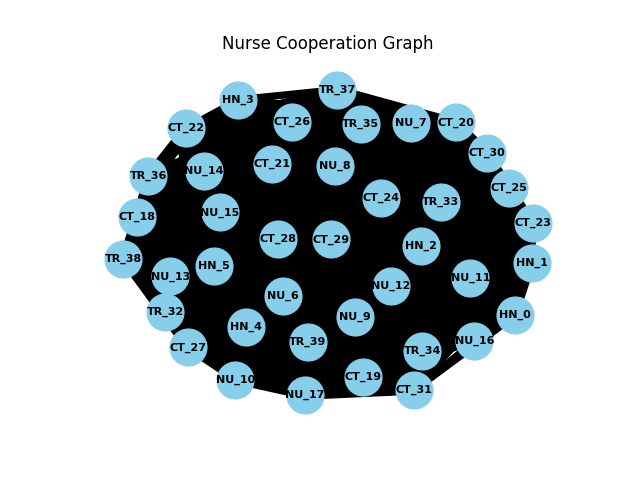 Nurse Cooperation Graph
TR_37
HN_3
CT_26
TR_35
NU_7
CT_20
CT_22
CT_30
CT_21
NU_8
NU_14
TR_36
CT_25
CT_24
TR_33
NU_15
CT_18
CT_23
CT_28
CT_29
HN_2
TR_38
HN_5
HN_1
NU_13
NU_11
NU_12
NU_6
TR_32
NU_9
HN_0
HN_4
TR_39
NU_16
CT_27
TR_34
CT_19
NU_10
CT_31
NU_17